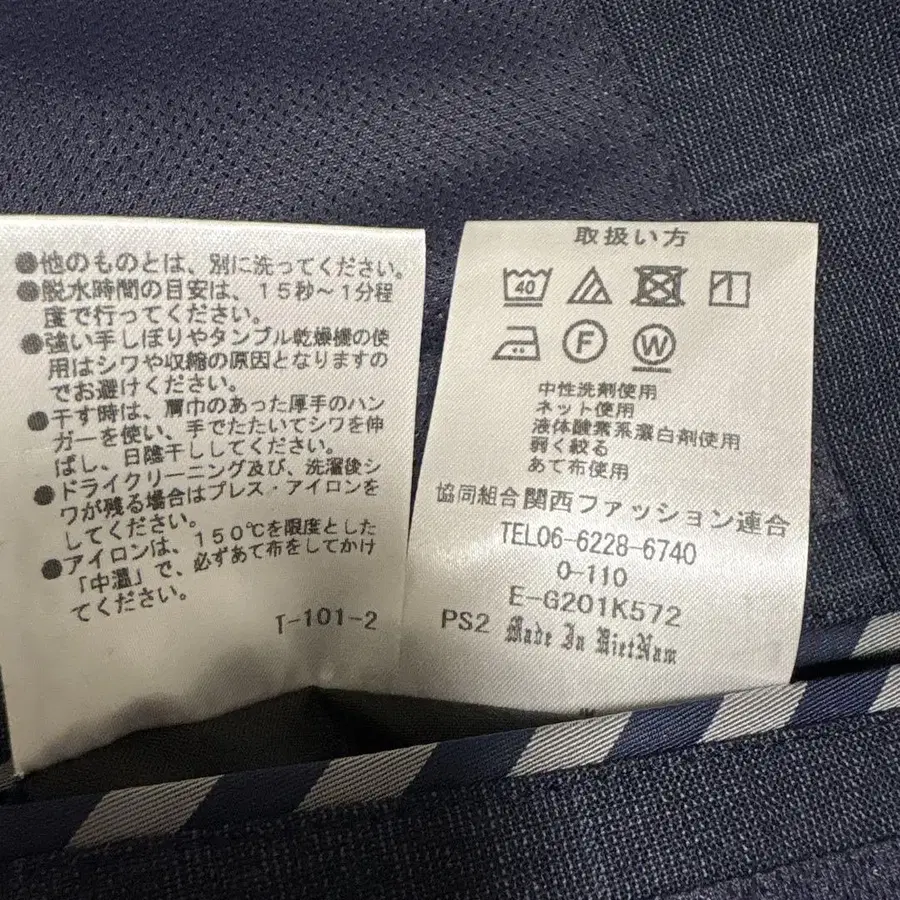 ●他のものとは、別に洗ってください。
●脱水時間の目安は、15秒～1分程
度で行ってください。
●強い手しぼりやタンブル乾燥機の使
用はシワや収縮の原因となりますの
でお避けください。
●干す時は、肩巾のあった厚手のハン
ガーを使い、手でたたいてシワを伸
ばし、日陰干ししてください。
●ドライクリーニング及び、洗濯後シ
ワが残る場合はプレス・アイロンを
してください。
●アイロンは、150℃を限度とした
「中温」で、必ずあて布をしてかけ
てください。
T-101-2
取扱い方
40
F
W
中性洗剤使用
ネット使用
液体酸素系漂白剤使用
弱く絞る
あて布使用
協同組合関西ファッション連合
TEL06-6228-6740
0-110
E-G201K572
PS2 Made In VietNam